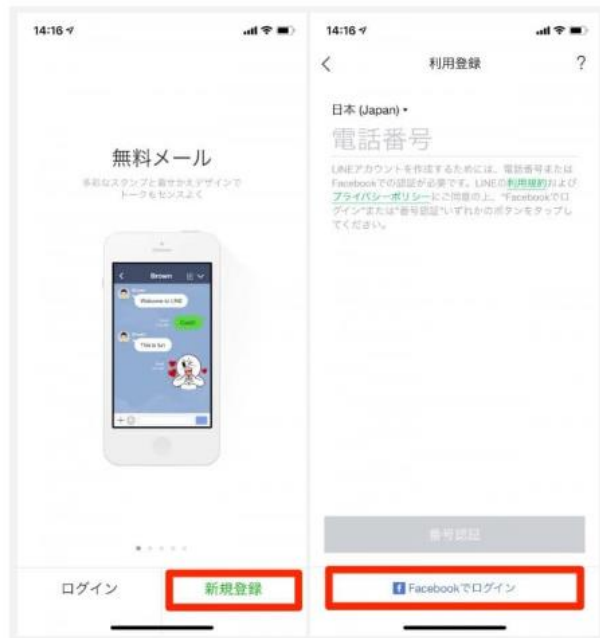 14:16
無料メール
多彩なスタンプと着せかえデザインで
トークもセンスよく
Brown
Welcome to LINE
This is fun!
ログイン
新規登録
14:16
利用登録
?
日本 (Japan)
電話番号
LINEアカウントを作成するためには、電話番号または
Facebookでの認証が必要です。LINEの利用規約および
プライバシーポリシーにご同意の上、"Facebookでロ
グイン"または"番号認証"いずれかのボタンをタップし
てください。
番号認証
Facebookでログイン